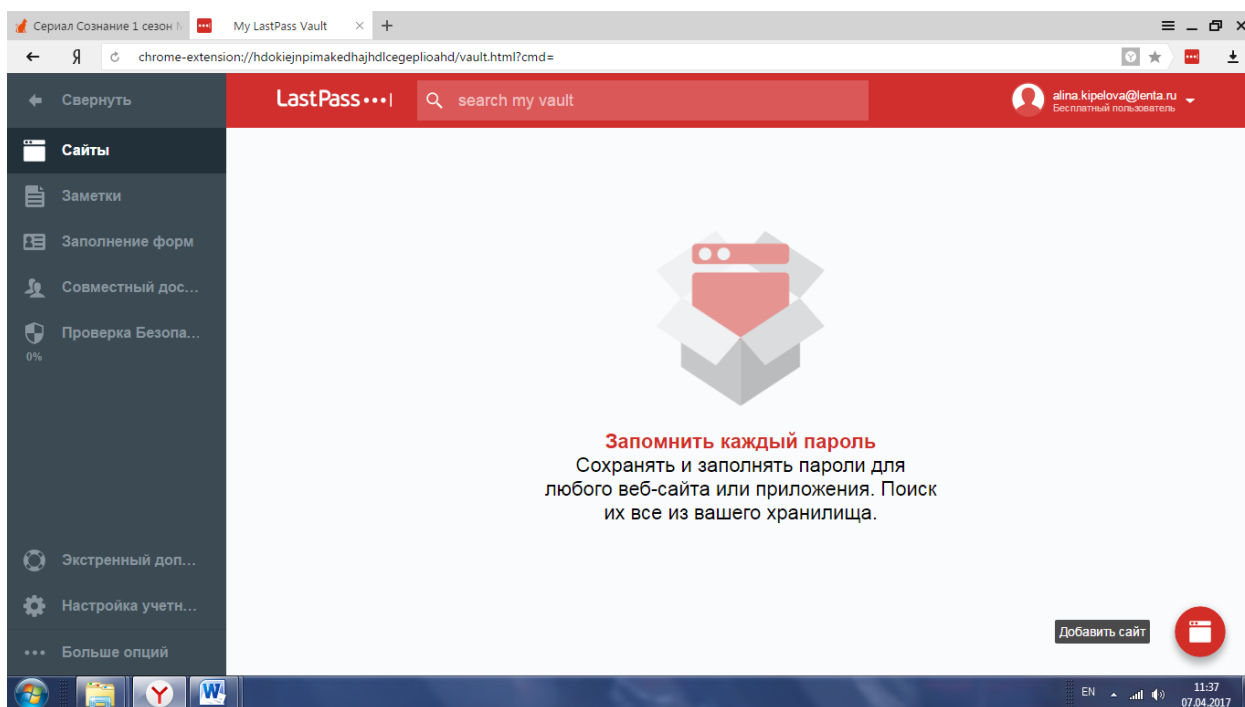 Сериал Сознание 1 сезон
My LastPass Vault
Я
chrome-extension://hdokiejnpimakedhajhdlcegeplioahd/vault.html?cmd=
Свернуть
LastPass
search my vault
alina.kipelova@lenta.ru
Бесплатный пользователь
Сайты
Заметки
Заполнение форм
Совместный дос...
Проверка Безопа...
0%
Запомнить каждый пароль
Сохранять и заполнять пароли для
любого веб-сайта или приложения. Поиск
их все из вашего хранилища.
Экстренный доп...
Настройка учетн...
Добавить сайт
Больше опций
Y
W
EN
11:37
07.04.2017